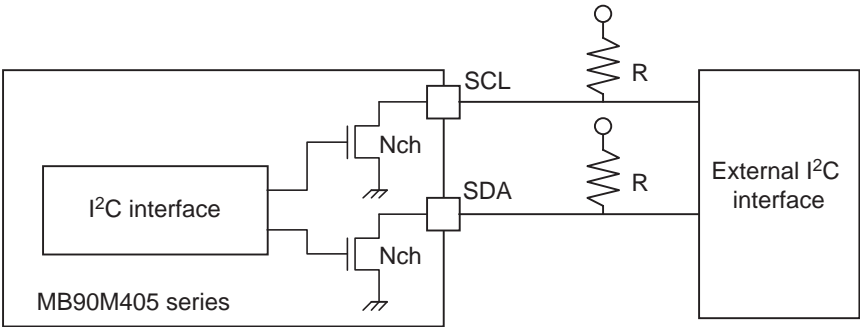 SCL
R
Nch
SDA
R
I²C interface
External I²C
interface
Nch
MB90M405 series